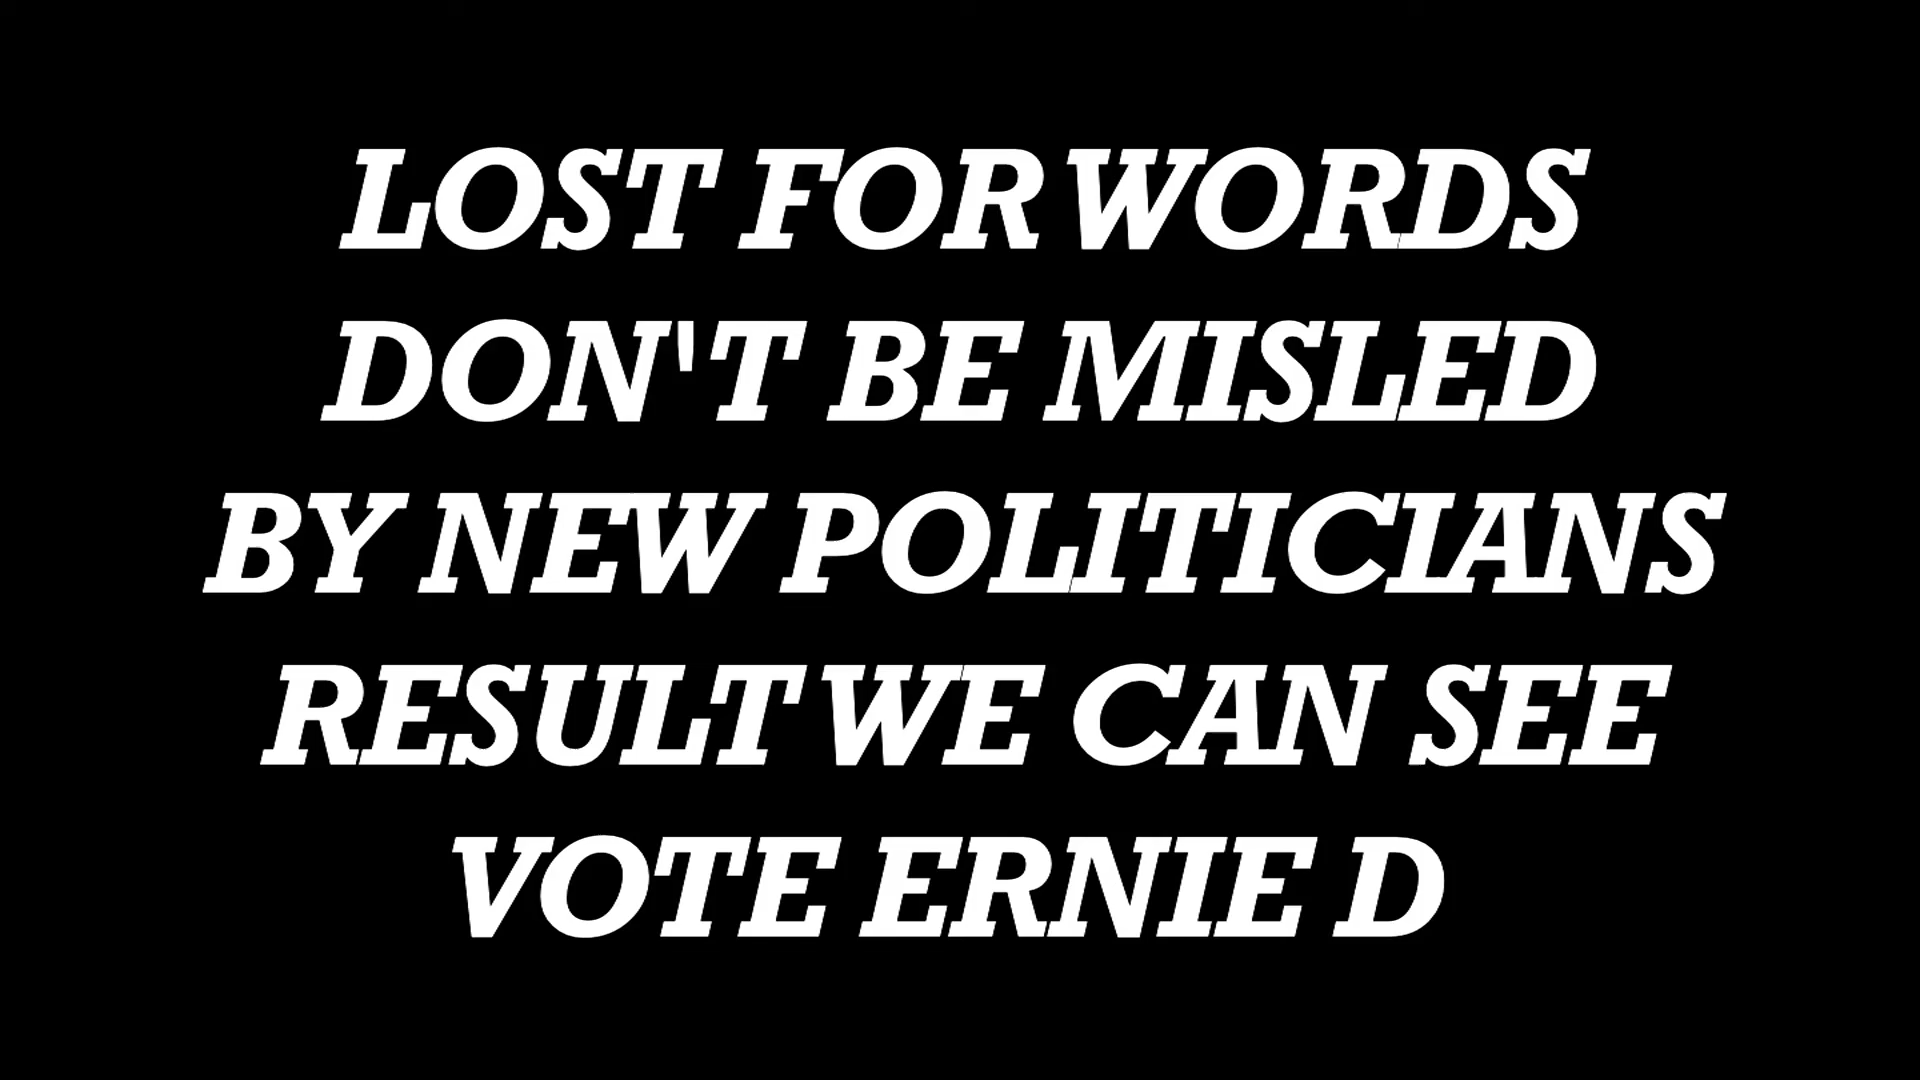 LOST FOR WORDS
DON'T BE MISLED
BY NEW POLITICIANS
RESULT WE CAN SEE
VOTE ERNIE D